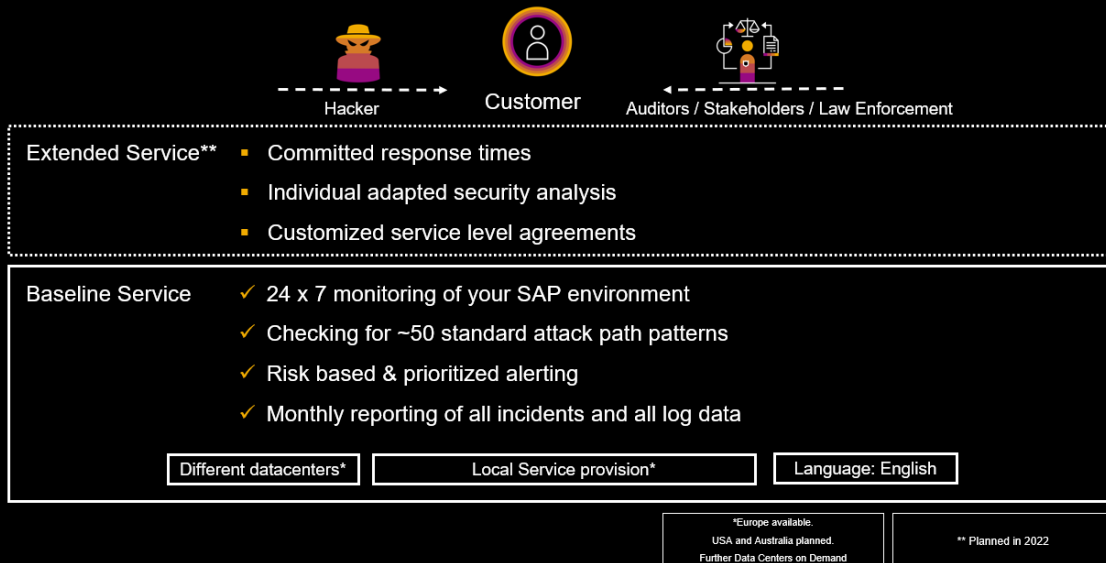 Hacker
Customer
Auditors / Stakeholders / Law Enforcement
Extended Service**
▪ Committed response times
▪ Individual adapted security analysis
▪ Customized service level agreements
Baseline Service
✓ 24 x 7 monitoring of your SAP environment
✓ Checking for ~50 standard attack path patterns
✓ Risk based & prioritized alerting
✓ Monthly reporting of all incidents and all log data
Different datacenters*
Local Service provision*
Language: English
*Europe available.
USA and Australia planned.
Further Data Centers on Demand
** Planned in 2022